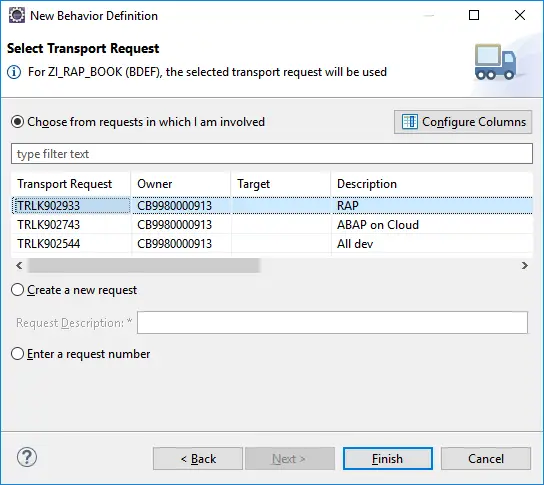 New Behavior Definition
Select Transport Request
For ZI_RAP_BOOK (BDEF), the selected transport request will be used
Choose from requests in which I am involved
Configure Columns
type filter text
Transport Request Owner Target Description
TRLK902933 CB9980000913 RAP
TRLK902743 CB9980000913 ABAP on Cloud
TRLK902544 CB9980000913 All dev
Create a new request
Request Description: *
Enter a request number
? < Back Next > Finish Cancel